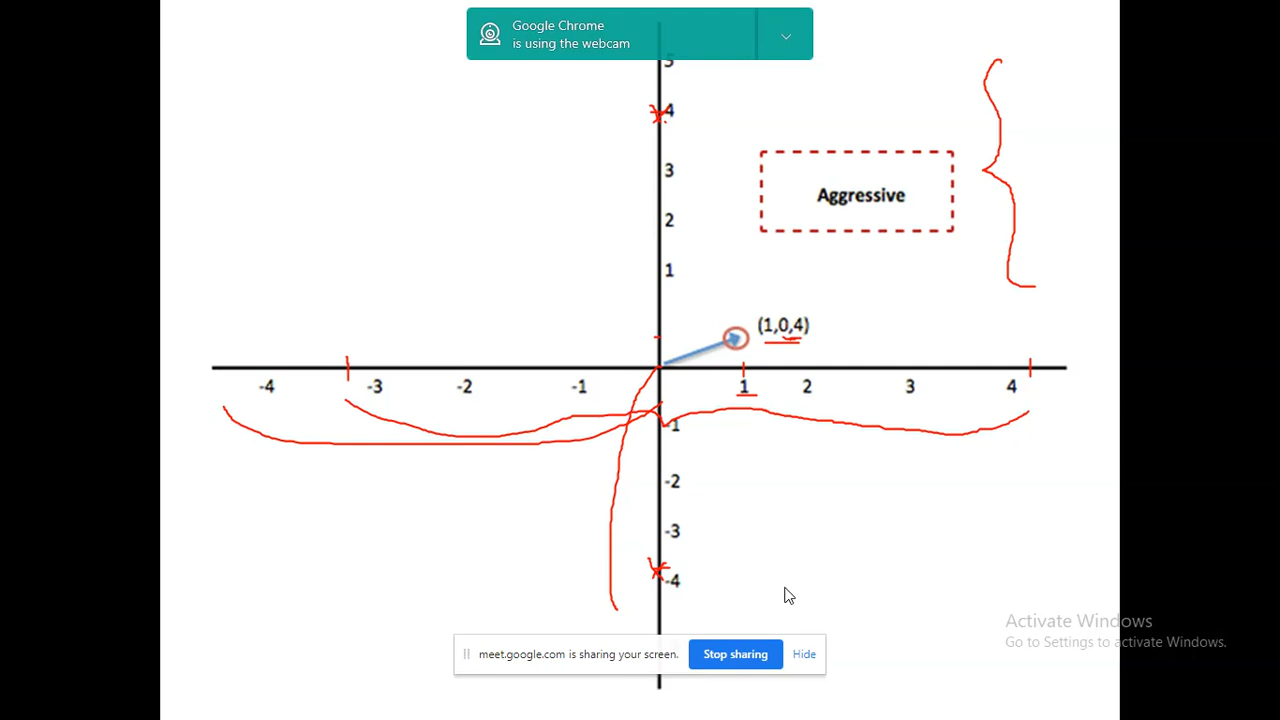 Google Chrome
is using the webcam
5
4
3
Aggressive
2
1
(1,0,4)
-4 -3 -2 -1 1 2 3 4
-2
-3
-4
Activate Windows
Go to Settings to activate Windows.
meet.google.com is sharing your screen. Stop sharing Hide